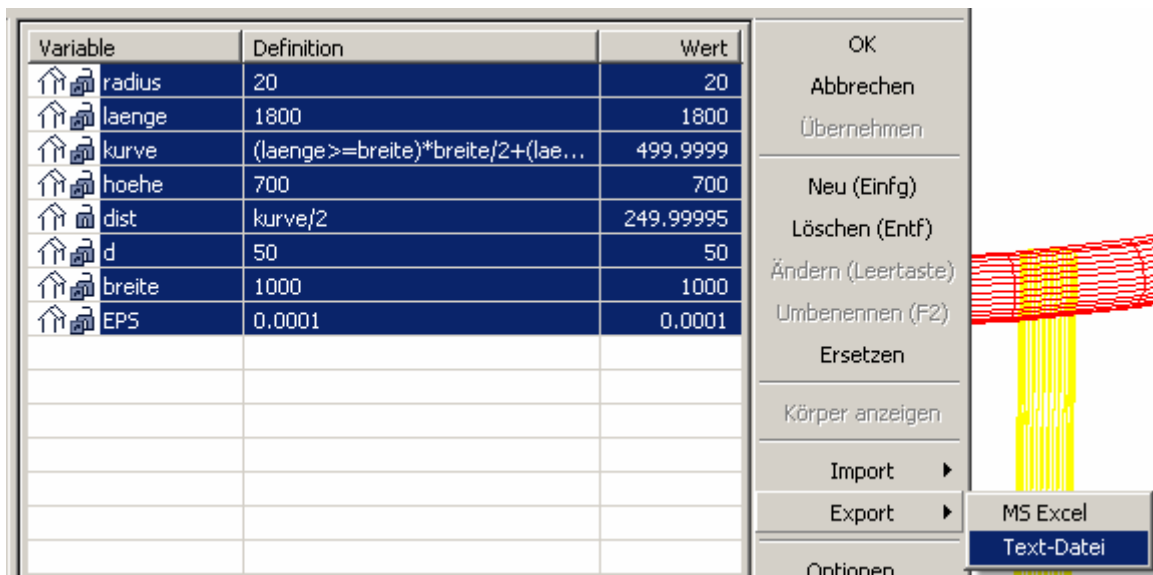 Variable Definition Wert
radius 20 20
laenge 1800 1800
kurve (laenge>=breite)*breite/2+(lae... 499.9999
hoehe 700 700
dist kurve/2 249.99995
d 50 50
breite 1000 1000
EPS 0.0001 0.0001
OK
Abbrechen
Übernehmen
Neu (Einfg)
Löschen (Entf)
Ändern (Leertaste)
Umbenennen (F2)
Ersetzen
Körper anzeigen
Import
Export
Optionen
MS Excel
Text-Datei